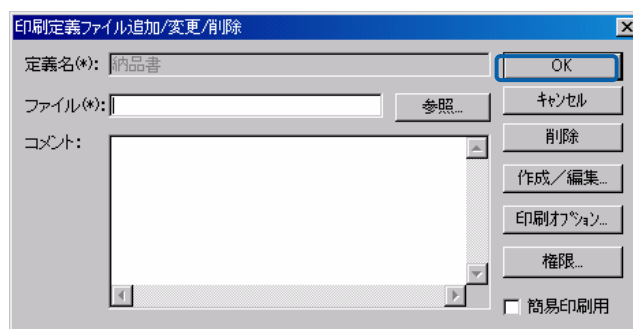 印刷定義ファイル追加/変更/削除
定義名(*): 納品書
OK
ファイル(*):
参照...
キャンセル
コメント:
削除
作成／編集...
印刷オプション...
権限...
簡易印刷用